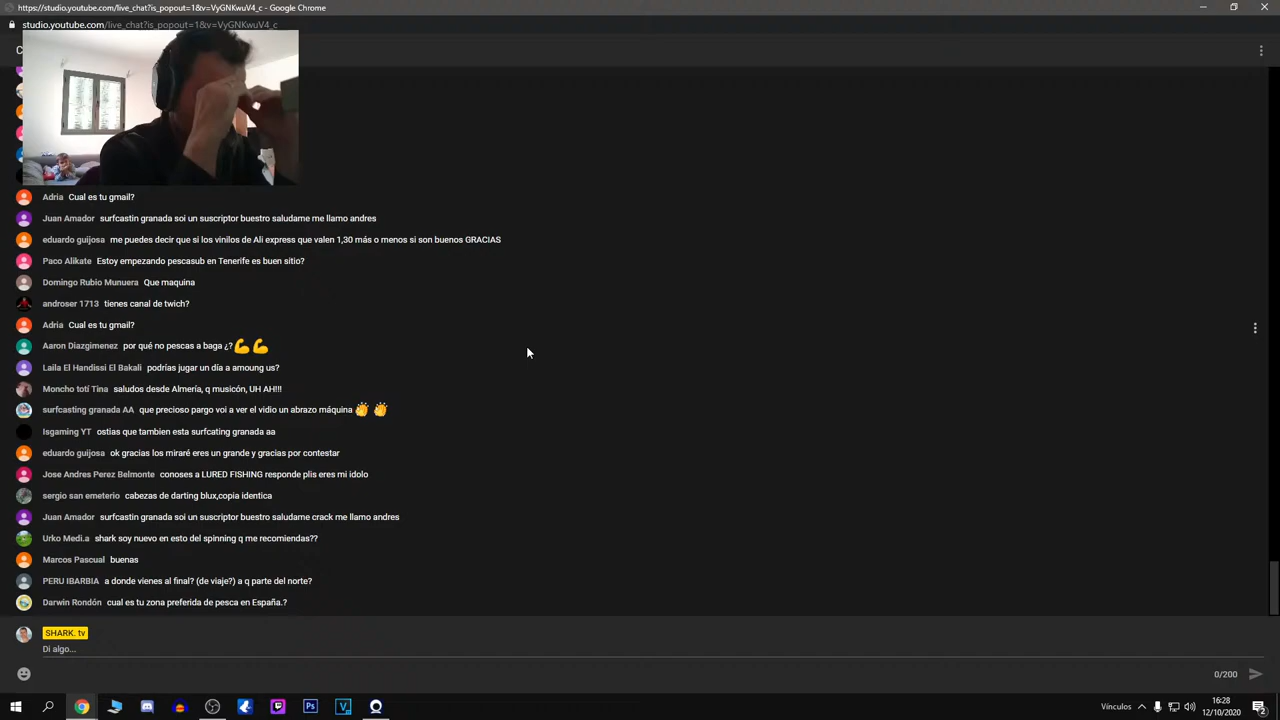 https://studio.youtube.com/live_chat?is_popout=1&v=VyGNKwuV4_c - Google Chrome
studio.youtube.com/live_chat?is_popout=1&v=VyGNKwuV4_c
Adria Cual es tu gmail?
Juan Amador surfcastin granada soi un suscriptor buestro saludame me llamo andres
eduardo guijosa me puedes decir que si los vinilos de Ali express que valen 1,30 más o menos si son buenos GRACIAS
Paco Alikate Estoy empezando pescasub en Tenerife es buen sitio?
Domingo Rubio Munuera Que maquina
androser 1713 tienes canal de twich?
Adria Cual es tu gmail?
Aaron Diazgimenez por qué no pescas a baga ¿?💪💪
Laila El Handissi El Bakali podrías jugar un día a amoung us?
Moncho totí Tina saludos desde Almería, q musicón, UH AH!!!
surfcasting granada AA que precioso pargo voi a ver el vidio un abrazo máquina 👏 👏
Isgaming YT ostias que tambien esta surfcating granada aa
eduardo guijosa ok gracias los miraré eres un grande y gracias por contestar
Jose Andres Perez Belmonte conoses a LURED FISHING responde plis eres mi idolo
sergio san emeterio cabezas de darting blux,copia identica
Juan Amador surfcastin granada soi un suscriptor buestro saludame crack me llamo andres
Urko Medi.a shark soy nuevo en esto del spinning q me recomiendas??
Marcos Pascual buenas
PERU IBARBIA a donde vienes al final? (de viaje?) a q parte del norte?
Darwin Rondón cual es tu zona preferida de pesca en España.?
SHARK. tv
Di algo...
0/200
Vínculos
16:28
12/10/2020
2